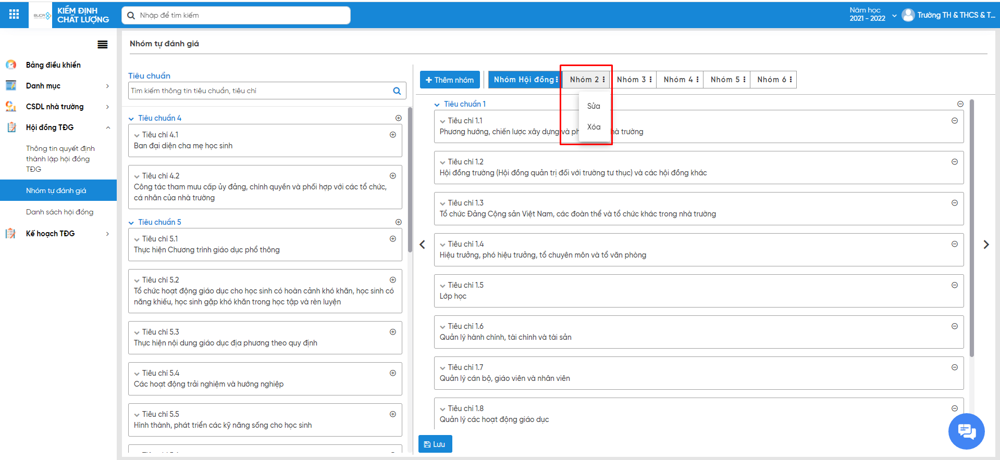 BUCA
KIỂM ĐỊNH
CHẤT LƯỢNG
Nhập để tìm kiếm
Năm học
2021 - 2022
Trường TH & THCS & T...
Bảng điều khiển
Danh mục
CSDL nhà trường
Hội đồng TĐG
Thông tin quyết định
thành lập hội đồng
TĐG
Nhóm tự đánh giá
Danh sách hội đồng
Kế hoạch TĐG
Nhóm tự đánh giá
Tiêu chuẩn
Tìm kiếm thông tin tiêu chuẩn, tiêu chí
Tiêu chuẩn 4
Tiêu chí 4.1
Ban đại diện cha mẹ học sinh
Tiêu chí 4.2
Công tác tham mưu cấp ủy đảng, chính quyền và phối hợp với các tổ chức,
cá nhân của nhà trường
Tiêu chuẩn 5
Tiêu chí 5.1
Thực hiện Chương trình giáo dục phổ thông
Tiêu chí 5.2
Tổ chức hoạt động giáo dục cho học sinh có hoàn cảnh khó khăn, học sinh có
năng khiếu, học sinh gặp khó khăn trong học tập và rèn luyện
Tiêu chí 5.3
Thực hiện nội dung giáo dục địa phương theo quy định
Tiêu chí 5.4
Các hoạt động trải nghiệm và hướng nghiệp
Tiêu chí 5.5
Hình thành, phát triển các kỹ năng sống cho học sinh
Thêm nhóm
Nhóm Hội đồng
Nhóm 2
Nhóm 3
Nhóm 4
Nhóm 5
Nhóm 6
Sửa
Xóa
Tiêu chuẩn 1
Tiêu chí 1.1
Phương hướng, chiến lược xây dựng và ph hà trường
Tiêu chí 1.2
Hội đồng trường (Hội đồng quản trị đối với trường tư thục) và các hội đồng khác
Tiêu chí 1.3
Tổ chức Đảng Cộng sản Việt Nam, các đoàn thể và tổ chức khác trong nhà trường
Tiêu chí 1.4
Hiệu trưởng, phó hiệu trưởng, tổ chuyên môn và tổ văn phòng
Tiêu chí 1.5
Lớp học
Tiêu chí 1.6
Quản lý hành chính, tài chính và tài sản
Tiêu chí 1.7
Quản lý cán bộ, giáo viên và nhân viên
Tiêu chí 1.8
Quản lý các hoạt động giáo dục
Lưu